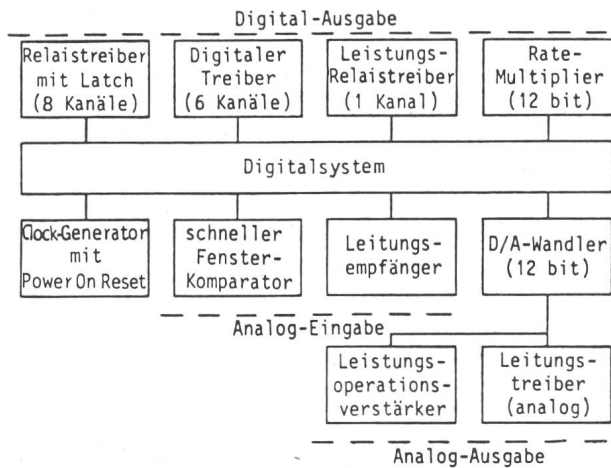 Digital-Ausgabe
Relaistreiber
mit Latch
(8 Kanäle)
Digitaler
Treiber
(6 Kanäle)
Leistungs-
Relaistreiber
(1 Kanal)
Rate-
Multiplier
(12 bit)
Digitalsystem
Clock-Generator
mit
Power On Reset
schneller
Fenster-
Komparator
Leitungs-
empfänger
D/A-Wandler
(12 bit)
Analog-Eingabe
Leistungs-
operations-
verstärker
Leitungs-
treiber
(analog)
Analog-Ausgabe